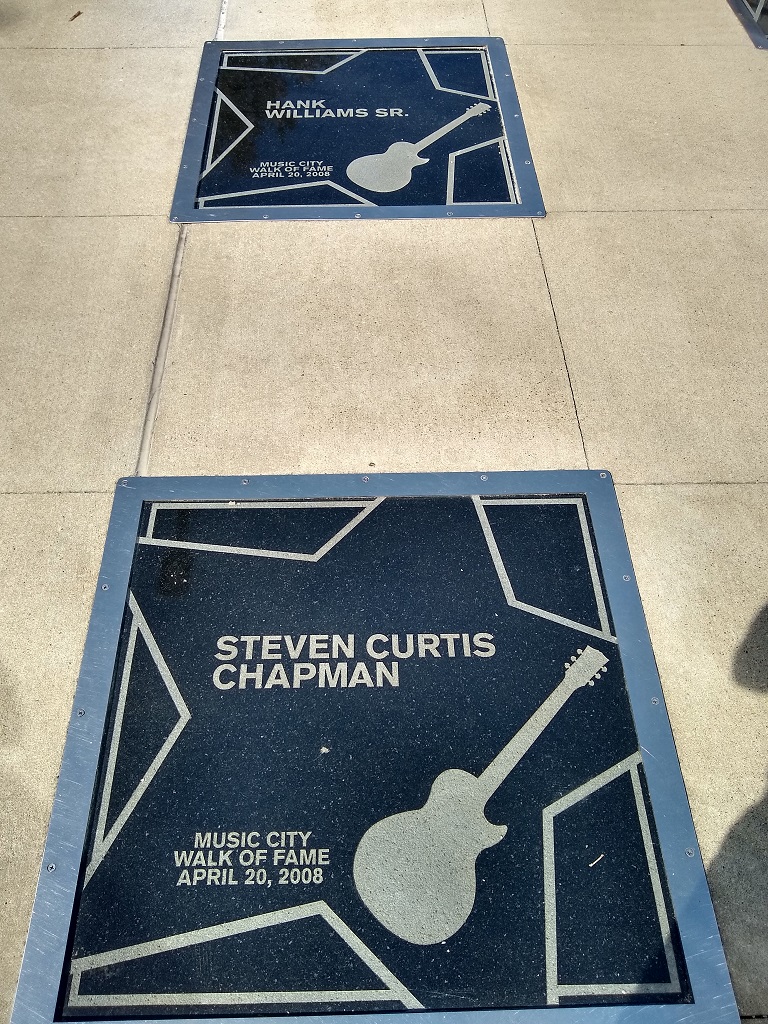 HANK
WILLIAMS SR.
MUSIC CITY
WALK OF FAME
APRIL 20, 2008
STEVEN CURTIS
CHAPMAN
MUSIC CITY
WALK OF FAME
APRIL 20, 2008